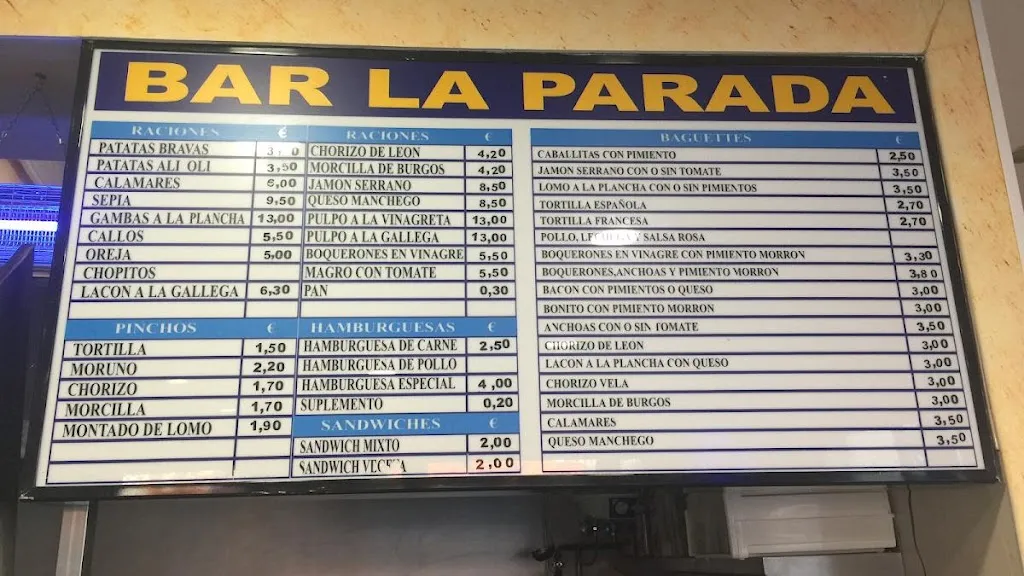 BAR LA PARADA
RACIONES €
PATATAS BRAVAS
PATATAS ALI OLI 3,50
CALAMARES 6,00
SEPIA 9,50
GAMBAS A LA PLANCHA 13,00
CALLOS 5,50
OREJA 5,00
CHOPITOS
LACON A LA GALLEGA 6,30
PINCHOS €
TORTILLA 1,50
MORUNO 2,20
CHORIZO 1,70
MORCILLA 1,70
MONTADO DE LOMO 1,90
RACIONES €
CHORIZO DE LEON 4,20
MORCILLA DE BURGOS 4,20
JAMON SERRANO 8,50
QUESO MANCHEGO 8,50
PULPO A LA VINAGRETA 13,00
PULPO A LA GALLEGA 13,00
BOQUERONES EN VINAGRE 5,50
MAGRO CON TOMATE 5,50
PAN 0,30
HAMBURGUESAS €
HAMBURGUESA DE CARNE 2,50
HAMBURGUESA DE POLLO
HAMBURGUESA ESPECIAL 4,00
SUPLEMENTO 0,20
SANDWICHES €
SANDWICH MIXTO 2,00
SANDWICH 2,00
BAGUETTES €
CABALLITAS CON PIMIENTO 2,50
JAMON SERRANO CON O SIN TOMATE 3,50
LOMO A LA PLANCHA CON O SIN PIMIENTOS 3,50
TORTILLA ESPAÑOLA 2,70
TORTILLA FRANCESA 2,70
POLLO, Y SALSA ROSA
BOQUERONES EN VINAGRE CON PIMIENTO MORRON 3,30
BOQUERONES,ANCHOAS Y PIMIENTO MORRON 3,80
BACON CON PIMIENTOS O QUESO 3,00
BONITO CON PIMIENTO MORRON 3,00
ANCHOAS CON O SIN TOMATE 3,50
CHORIZO DE LEON 3,00
LACON A LA PLANCHA CON QUESO 3,00
CHORIZO VELA 3,00
MORCILLA DE BURGOS 3,00
CALAMARES 3,50
QUESO MANCHEGO 3,50